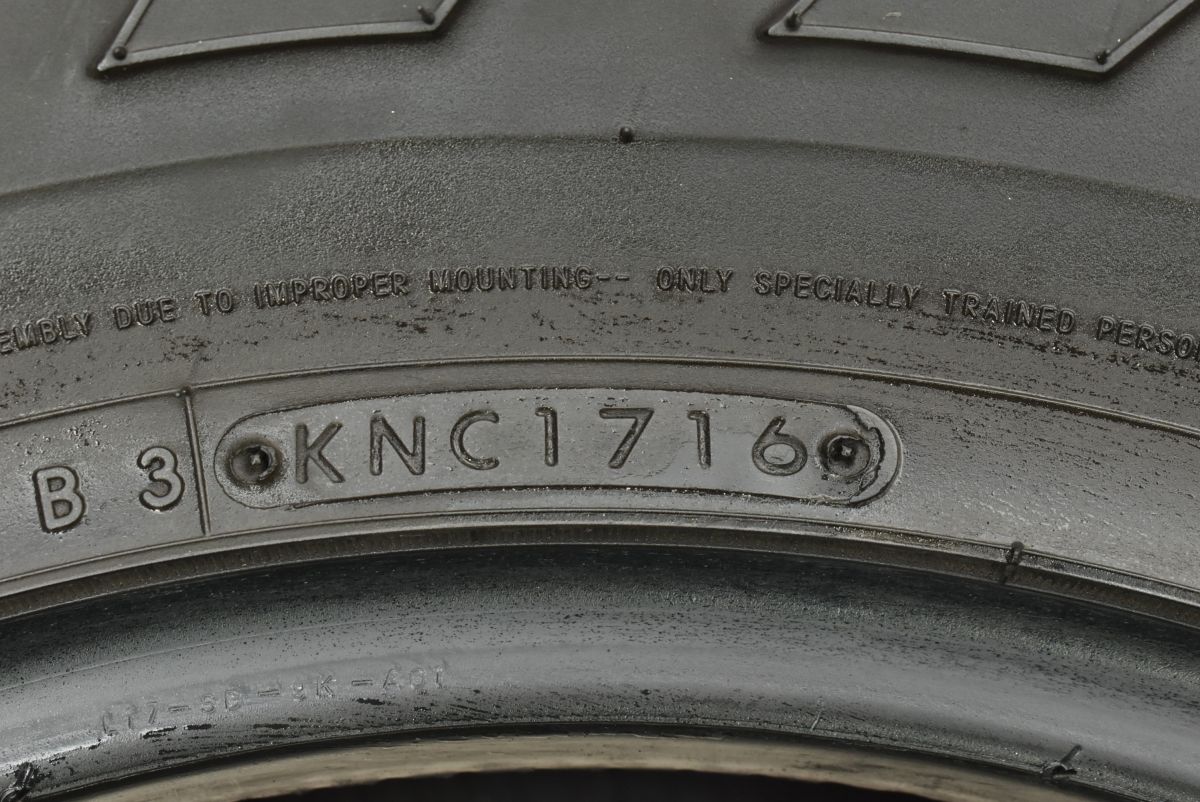 EMBLY DUE TO IMPROPER MOUNTING-- ONLY SPECIALLY TRAINED PERSO
B 3 KNC1716